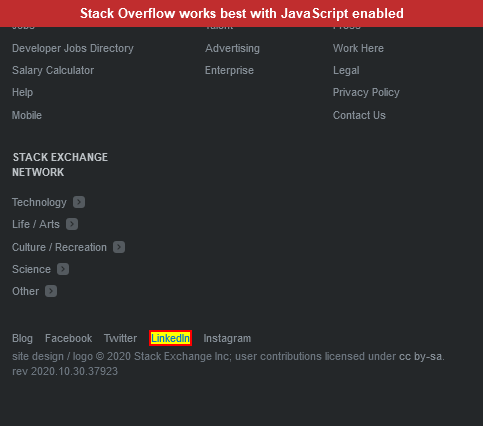 Stack Overflow works best with JavaScript enabled
Jobs Talent Press
Developer Jobs Directory Advertising Work Here
Salary Calculator Enterprise Legal
Help Privacy Policy
Mobile Contact Us
STACK EXCHANGE
NETWORK
Technology
Life / Arts
Culture / Recreation
Science
Other
Blog Facebook Twitter LinkedIn Instagram
site design / logo © 2020 Stack Exchange Inc; user contributions licensed under cc by-sa.
rev 2020.10.30.37923